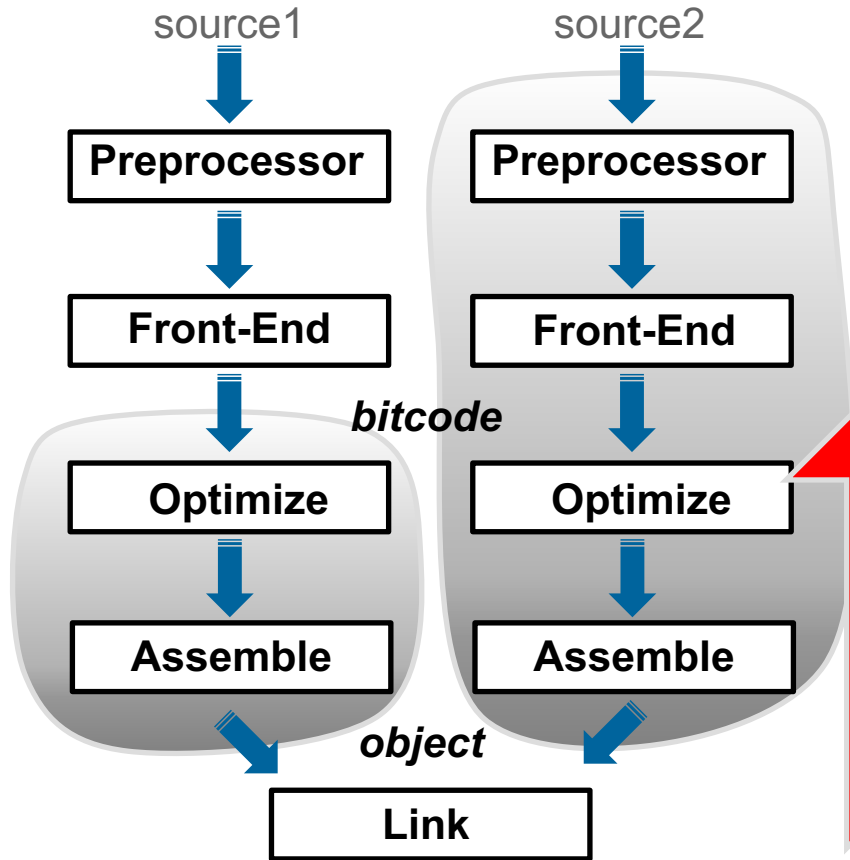 source1
source2
Preprocessor
Preprocessor
Front-End
Front-End
bitcode
Optimize
Optimize
Assemble
Assemble
object
Link